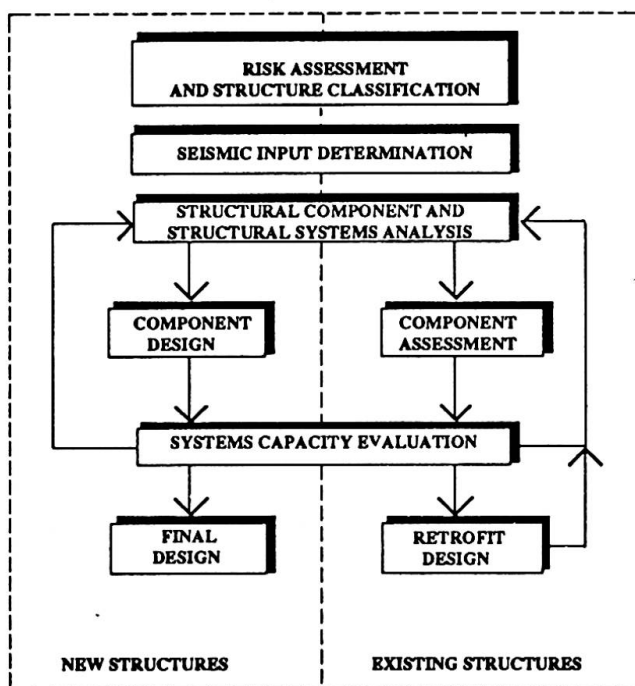 RISK ASSESSMENT
AND STRUCTURE CLASSIFICATION
SEISMIC INPUT DETERMINATION
STRUCTURAL COMPONENT AND
STRUCTURAL SYSTEMS ANALYSIS
COMPONENT
DESIGN
COMPONENT
ASSESSMENT
SYSTEMS CAPACITY EVALUATION
FINAL
DESIGN
RETROFIT
DESIGN
NEW STRUCTURES
EXISTING STRUCTURES